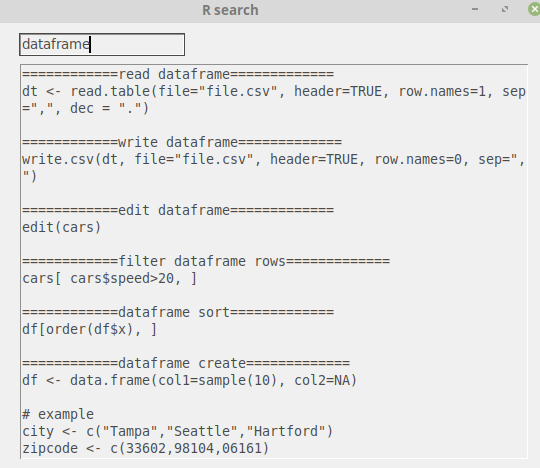 R search
dataframe
============read dataframe=============
dt <- read.table(file="file.csv", header=TRUE, row.names=1, sep
=",", dec = ".")
============write dataframe=============
write.csv(dt, file="file.csv", header=TRUE, row.names=0, sep=",
")
============edit dataframe=============
edit(cars)
============filter dataframe rows=============
cars[ cars$speed>20, ]
============dataframe sort=============
df[order(df$x), ]
============dataframe create=============
df <- data.frame(col1=sample(10), col2=NA)
# example
city <- c("Tampa","Seattle","Hartford")
zipcode <- c(33602,98104,06161)